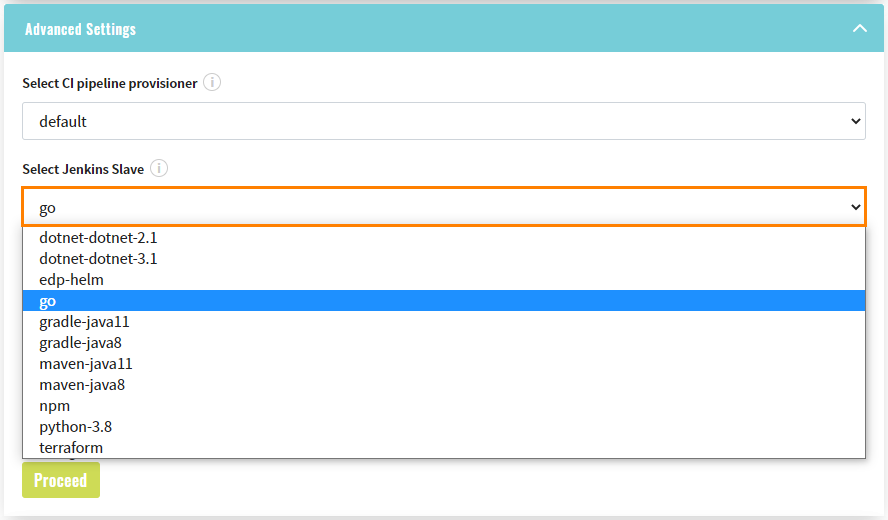 Advanced Settings
Select CI pipeline provisioner
default
Select Jenkins Slave
go
dotnet-dotnet-2.1
dotnet-dotnet-3.1
edp-helm
go
gradle-java11
gradle-java8
maven-java11
maven-java8
npm
python-3.8
terraform
Proceed